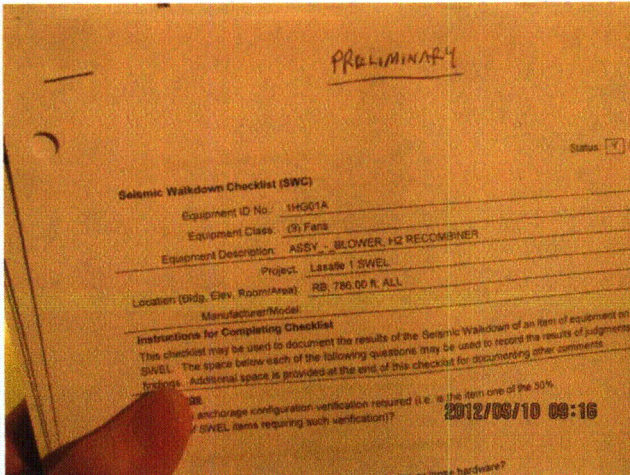 PRELIMINARY
Status: Y
Seismic Walkdown Checklist (SWC)
Equipment ID No.: 1HG01A
Equipment Class: (9) Fans
Equipment Description: ASSY - BLOWER, H2 RECOMBINER
Project: Lasalle 1 SWEL
Location (Bldg, Elev, Room/Area): RB, 786.00 ft, ALL
Manufacturer/Model:
Instructions for Completing Checklist
This checklist may be used to document the results of the Seismic Walkdown of an item of equipment on
SWEL. The space below each of the following questions may be used to record the results of judgments
findings. Additional space is provided at the end of this checklist for documenting other comments
anchorage configuration verification required (i.e. is the item one of the 50%
of SWEL items requiring such verification)?
2012/09/10 09:16
hardware?